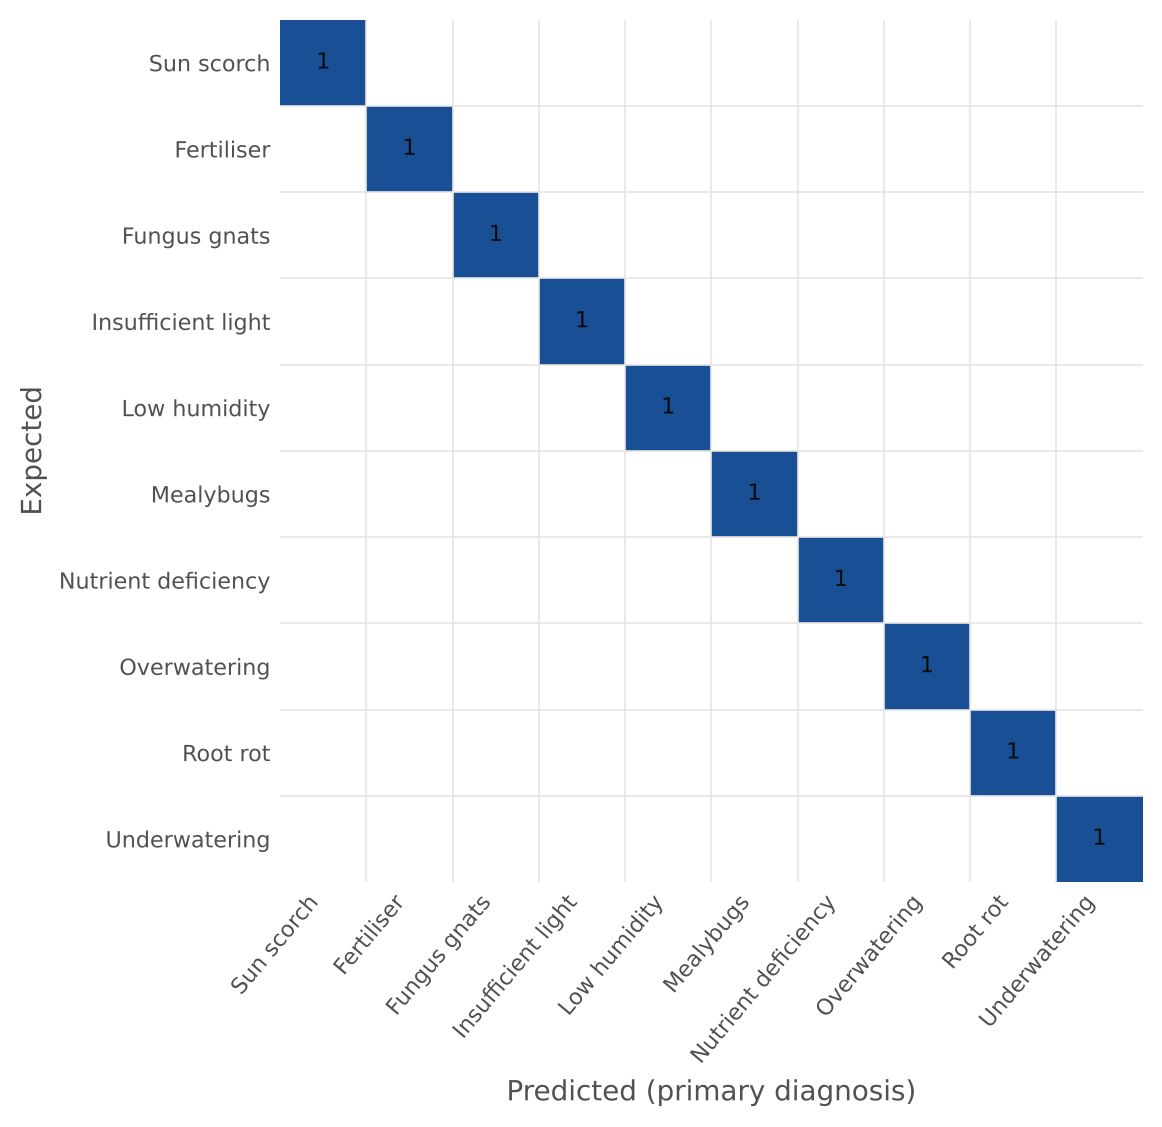 Sun scorch 1
Fertiliser 1
Fungus gnats 1
Insufficient light 1
Low humidity 1
Mealybugs 1
Nutrient deficiency 1
Overwatering 1
Root rot 1
Underwatering 1
Expected
Sun scorch
Fertiliser
Fungus gnats
Insufficient light
Low humidity
Mealybugs
Nutrient deficiency
Overwatering
Root rot
Underwatering
Predicted (primary diagnosis)